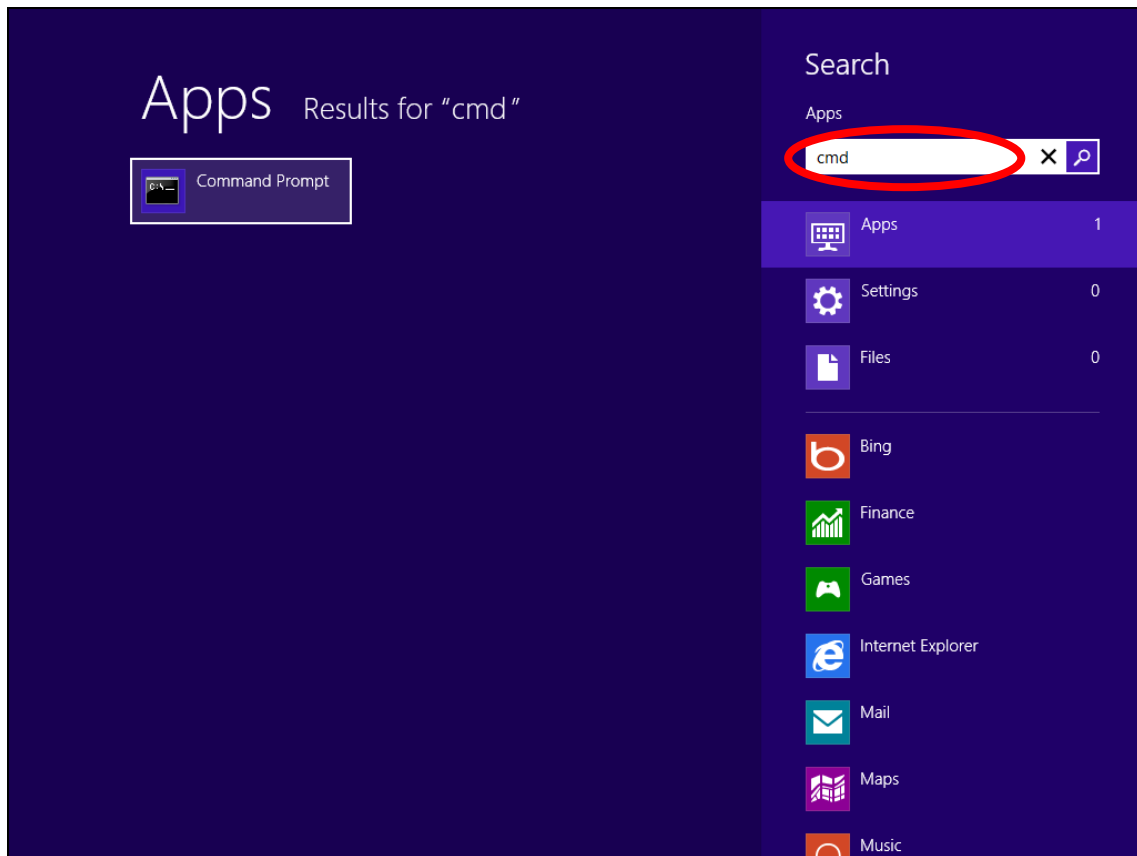 Apps Results for “cmd”
Command Prompt
Search
Apps
cmd
Apps 1
Settings 0
Files 0
Bing
Finance
Games
Internet Explorer
Mail
Maps
Music